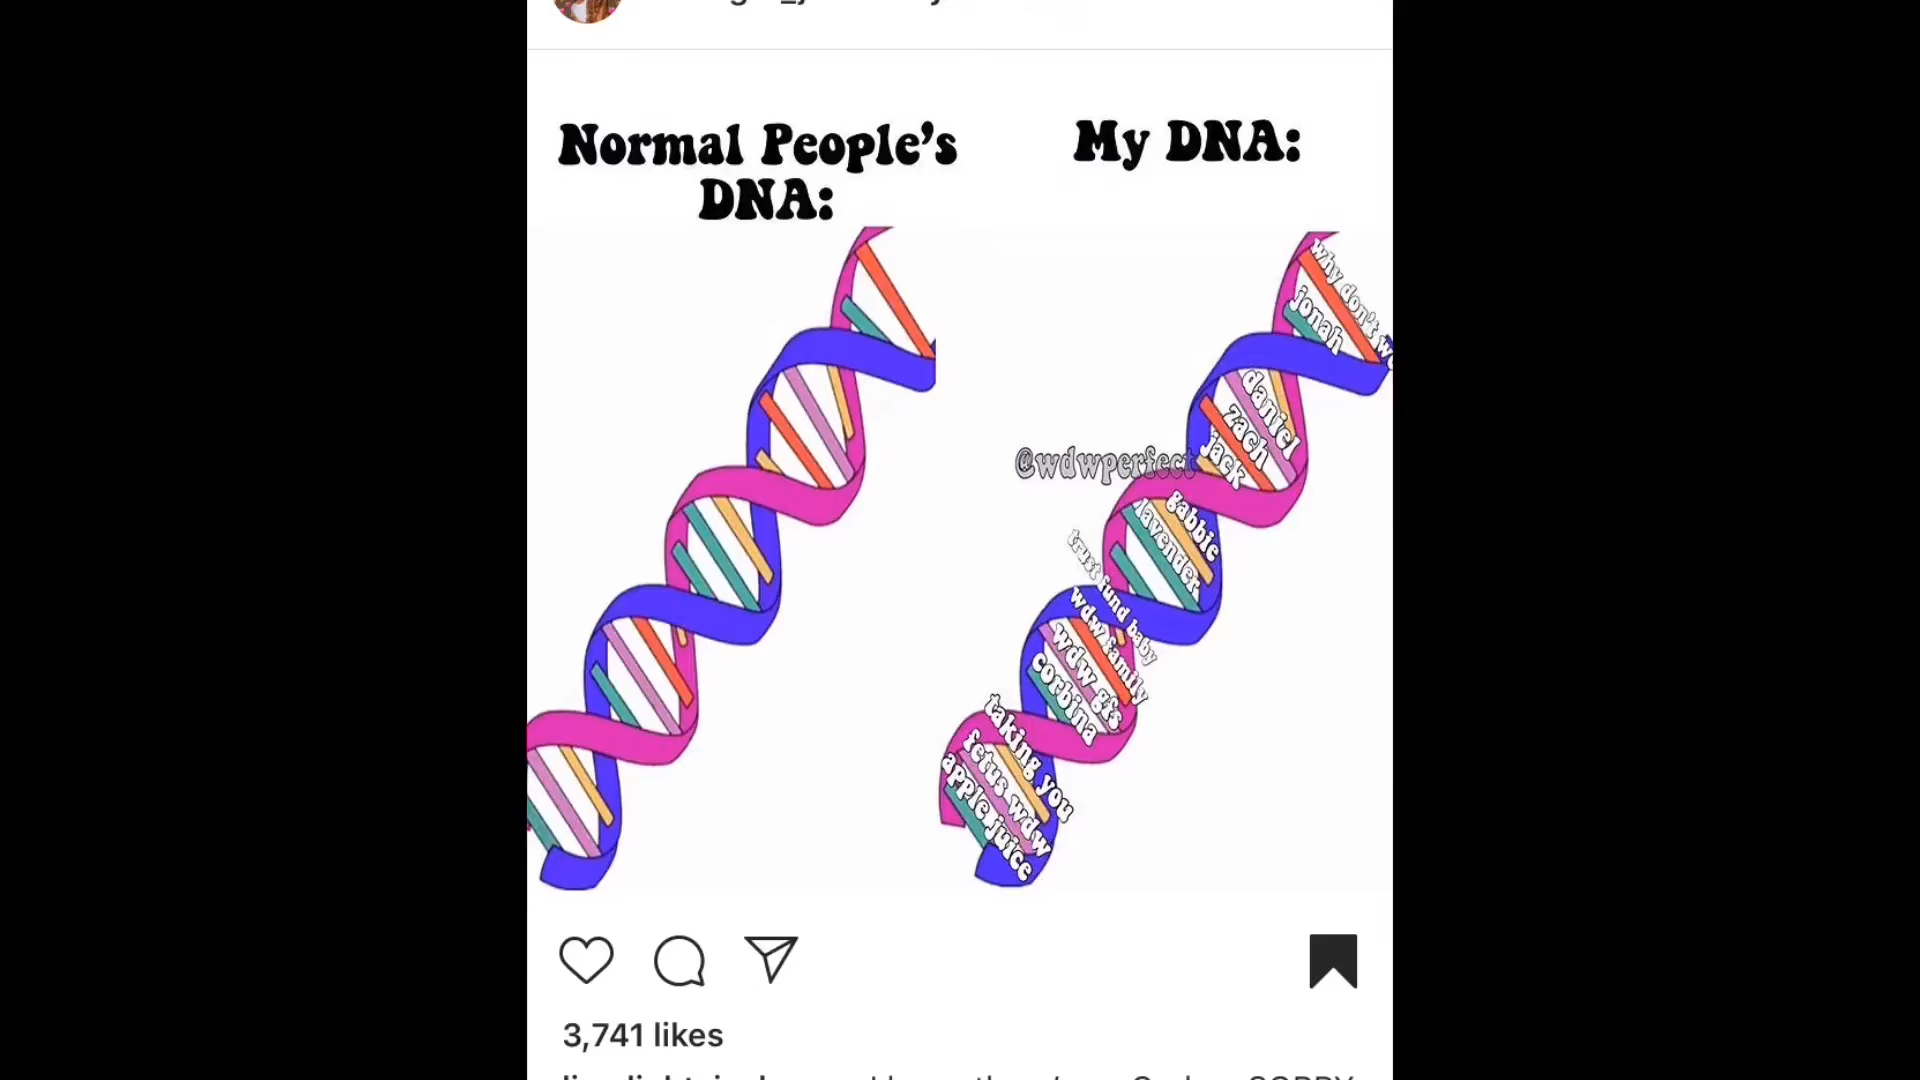 Normal People's
DNA:
My DNA:
why don't we
jonah
daniel
zach
jack
@wdwperfect
gabbie
lavender
trust fund baby
wdw family
wdw gfs
corbina
taking you
fetus wdw
apple juice
3,741 likes